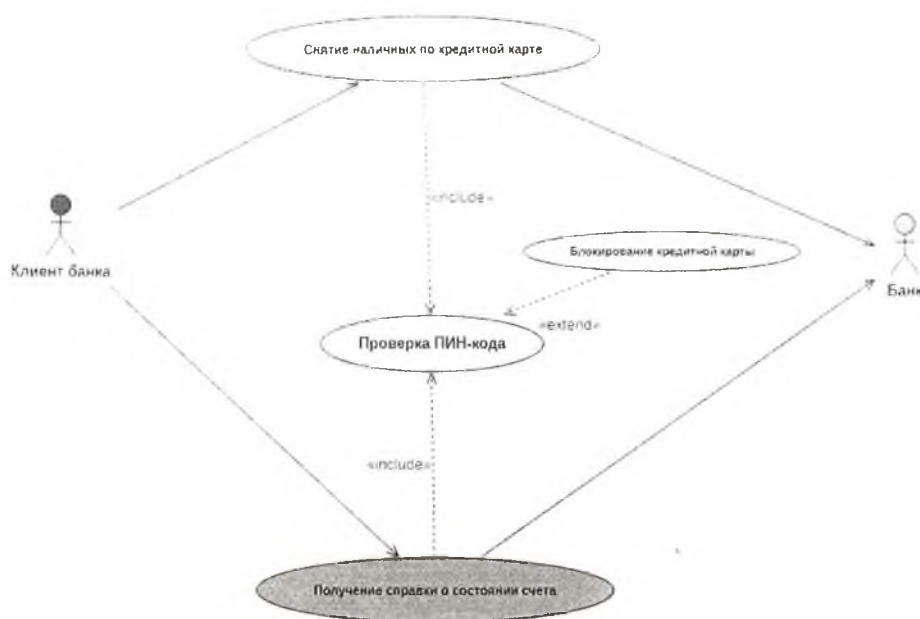 Снятие наличных по кредитной карте
«include»
Блокирование кредитной карты
Клиент банка
Банк
«extend»
Проверка ПИН-кода
«include»
Получение справки о состоянии счета